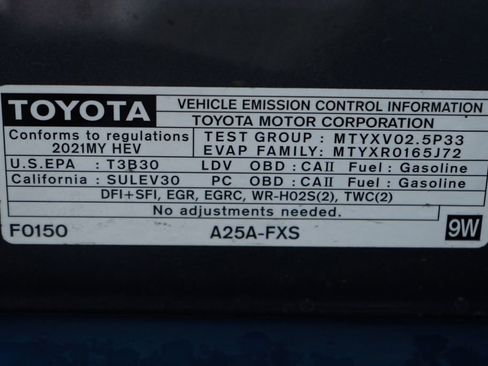 TOYOTA VEHICLE EMISSION CONTROL INFORMATION
TOYOTA MOTOR CORPORATION
Conforms to regulations TEST GROUP : MTYXV02.5P33
2021MY HEV EVAP FAMILY: MTYXR0165J72
U.S.EPA : T3B30 LDV OBD : CAII Fuel : Gasoline
California : SULEV30 PC OBD : CAII Fuel : Gasoline
DFI+SFI, EGR, EGRC, WR-HO2S(2), TWC(2)
No adjustments needed.
F0150 A25A-FXS 9W